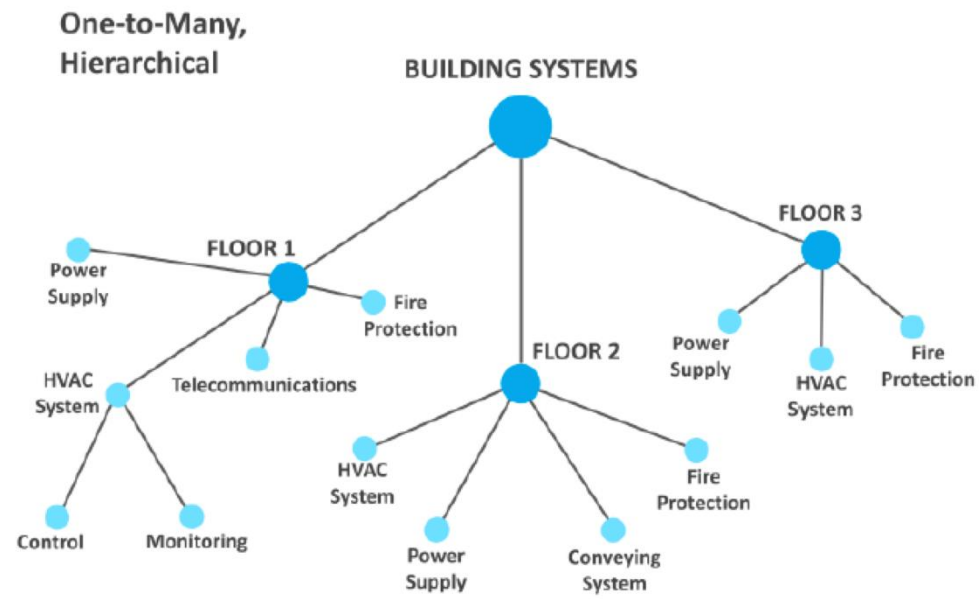 One-to-Many,
Hierarchical
BUILDING SYSTEMS
FLOOR 1
Power
Supply
Fire
Protection
Telecommunications
HVAC
System
Control
Monitoring
FLOOR 2
HVAC
System
Power
Supply
Conveying
System
Fire
Protection
FLOOR 3
Power
Supply
HVAC
System
Fire
Protection